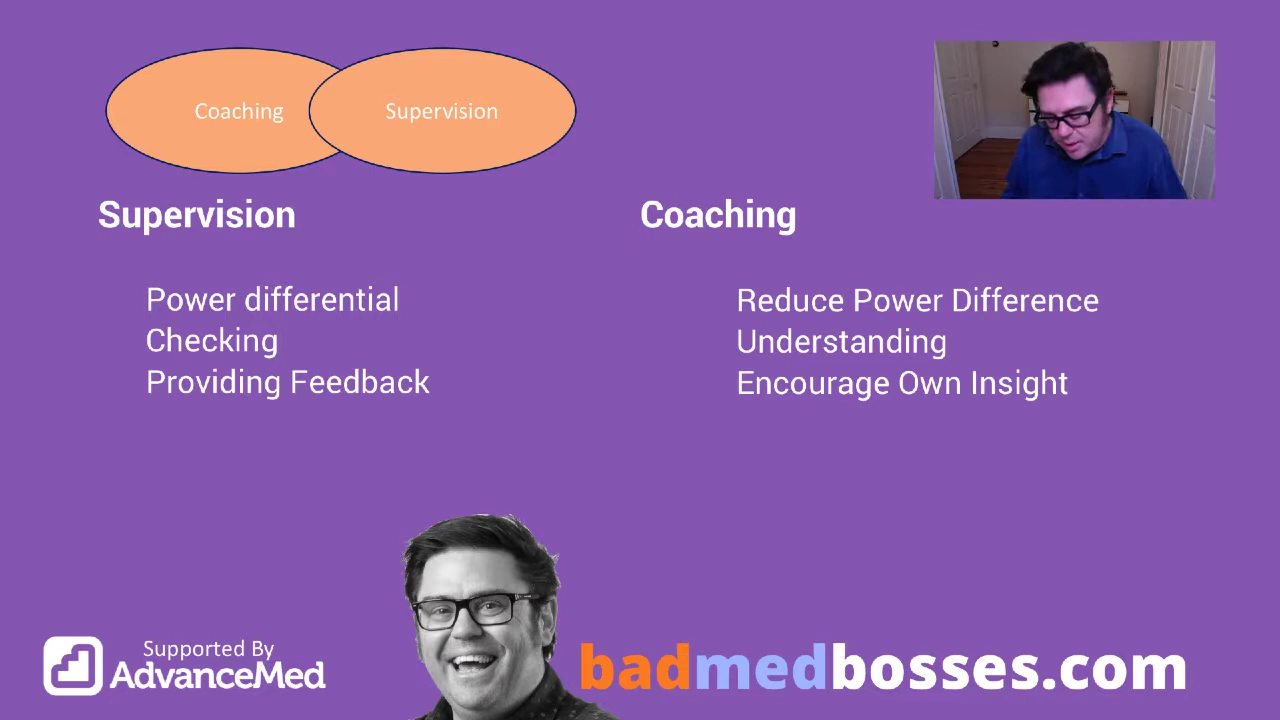 Coaching
Supervision
Supervision
Coaching
Power differential
Checking
Providing Feedback
Reduce Power Difference
Understanding
Encourage Own Insight
Supported By
AdvanceMed
badmedbosses.com